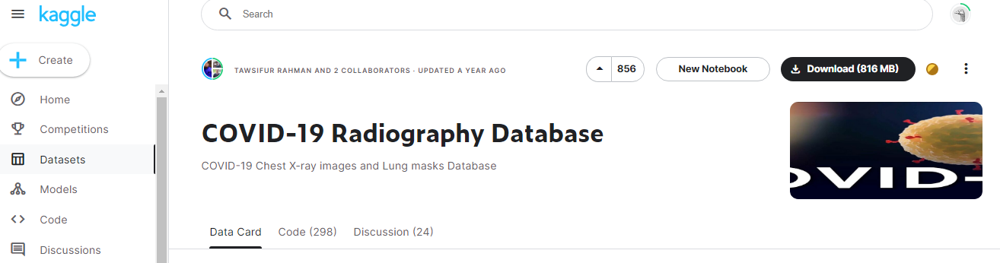 kaggle
Search
Create
TAWSIFUR RAHMAN AND 2 COLLABORATORS · UPDATED A YEAR AGO
856
New Notebook
Download (816 MB)
Home
Competitions
Datasets
Models
Code
Discussions
COVID-19 Radiography Database
COVID-19 Chest X-ray images and Lung masks Database
OVID-
Data Card
Code (298)
Discussion (24)